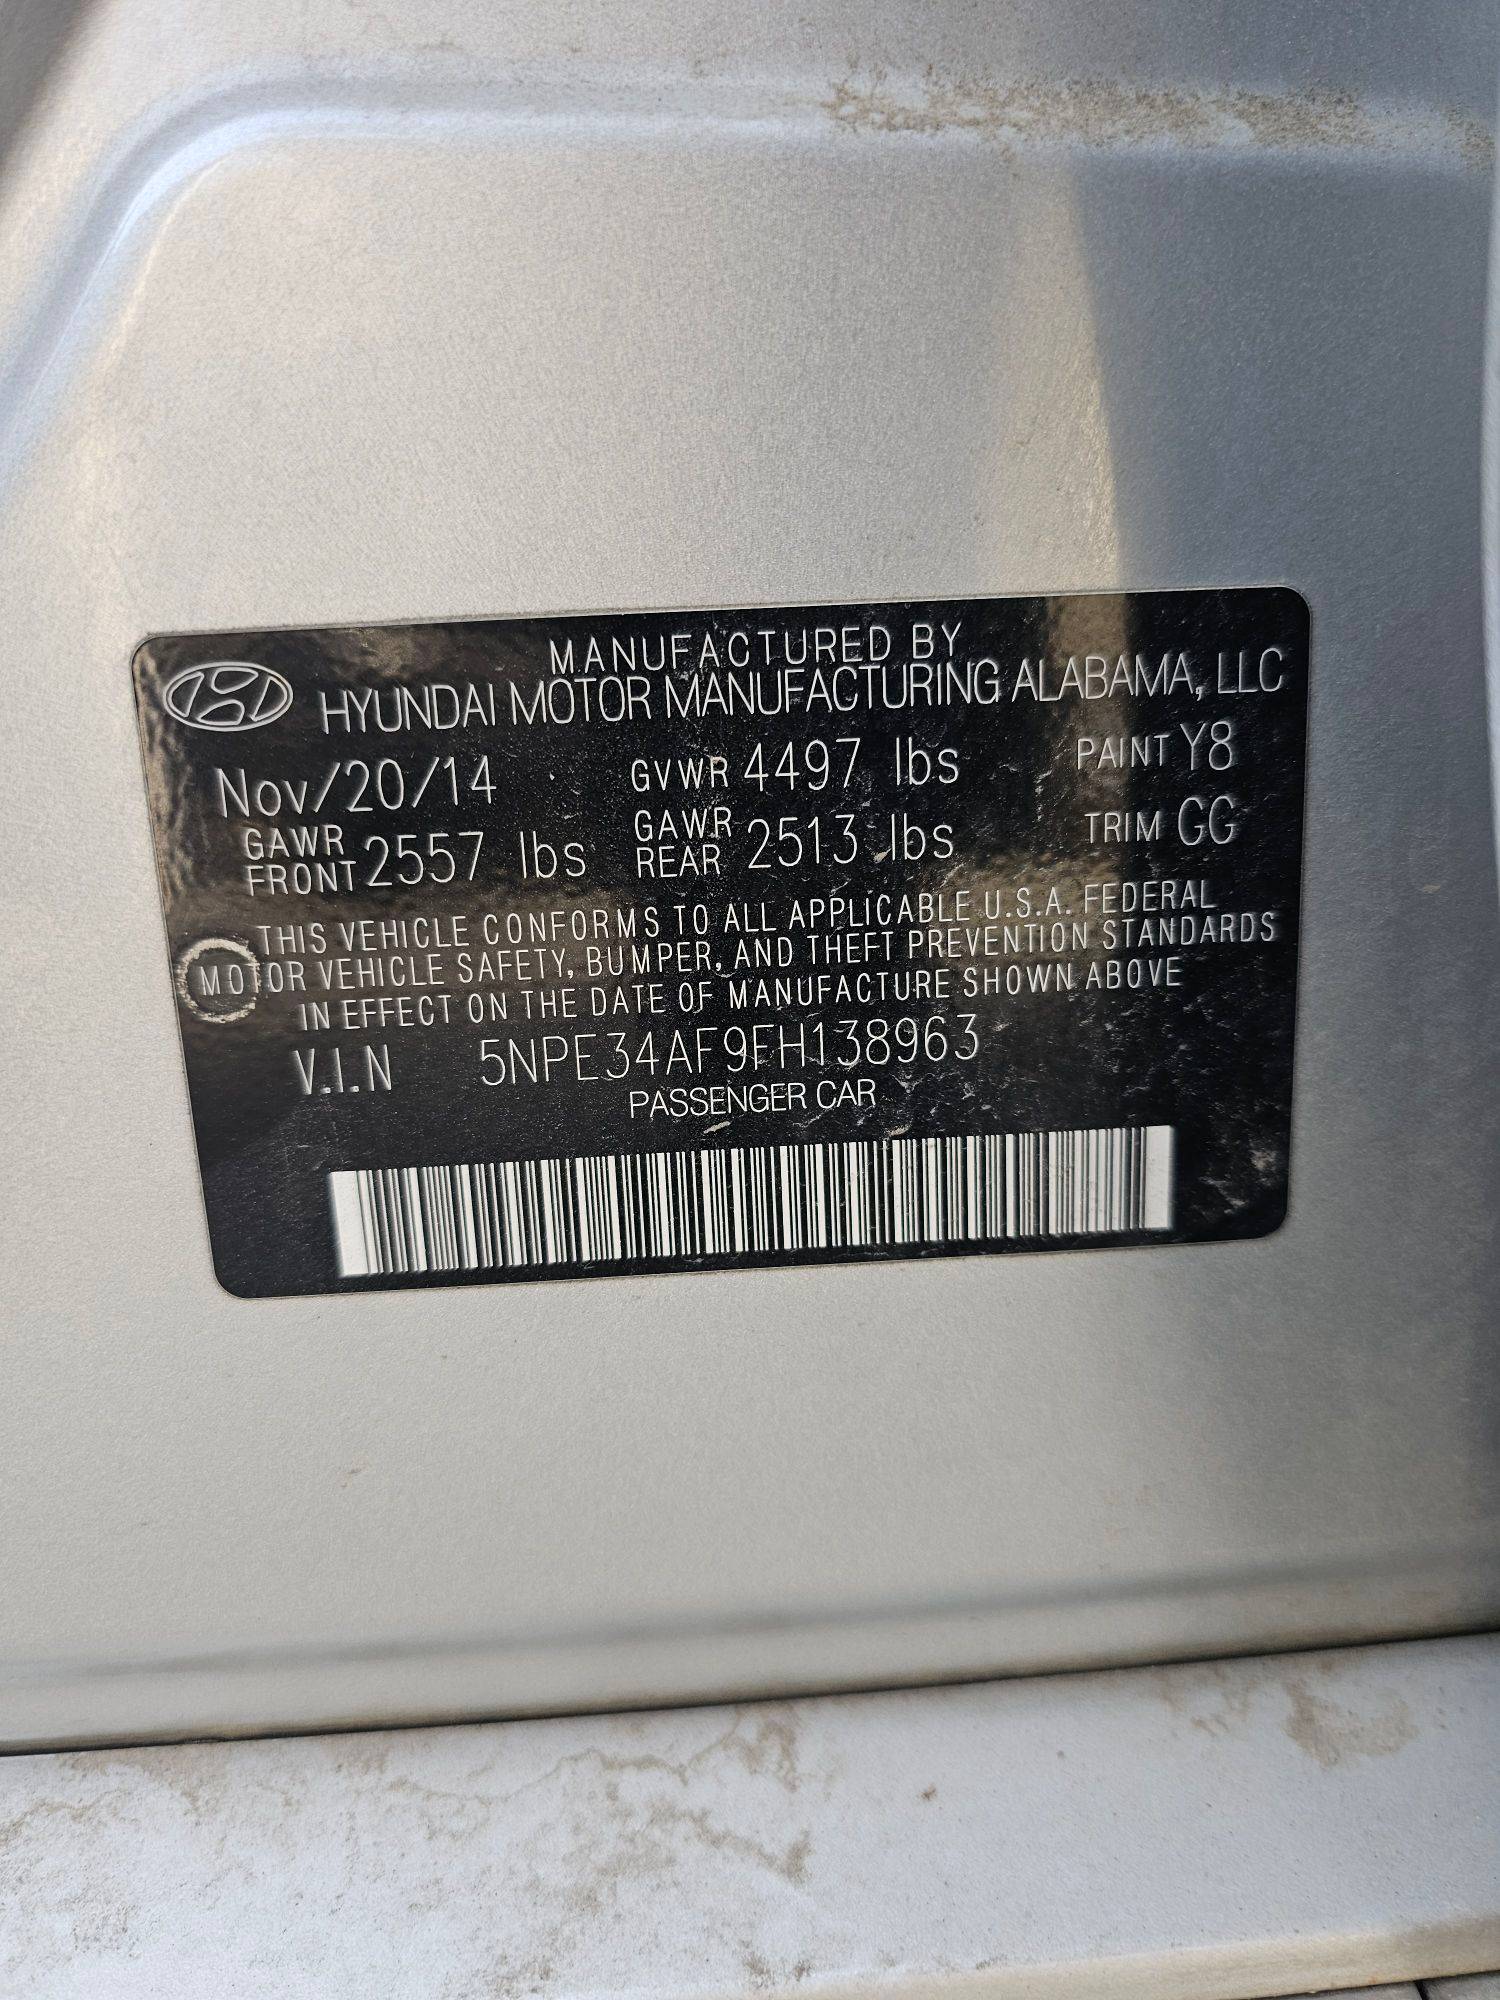 MANUFACTURED BY
HYUNDAI MOTOR MANUFACTURING ALABAMA, LLC
Nov/20/14 GVWR 4497 lbs PAINT Y8
GAWR FRONT 2557 lbs GAWR REAR 2513 lbs TRIM GG
THIS VEHICLE CONFORMS TO ALL APPLICABLE U.S.A. FEDERAL
MOTOR VEHICLE SAFETY, BUMPER, AND THEFT PREVENTION STANDARDS
IN EFFECT ON THE DATE OF MANUFACTURE SHOWN ABOVE
V.I.N 5NPE34AF9FH138963
PASSENGER CAR